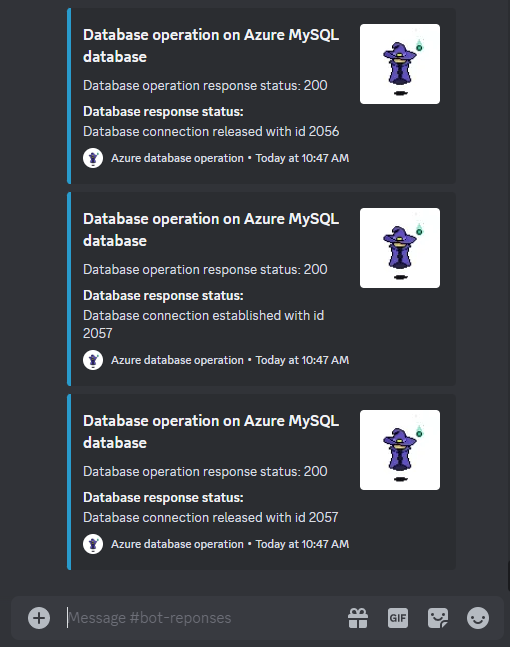 Database operation on Azure MySQL
database
Database operation response status: 200
Database response status:
Database connection released with id 2056
Azure database operation • Today at 10:47 AM
Database operation on Azure MySQL
database
Database operation response status: 200
Database response status:
Database connection established with id
2057
Azure database operation • Today at 10:47 AM
Database operation on Azure MySQL
database
Database operation response status: 200
Database response status:
Database connection released with id 2057
Azure database operation • Today at 10:47 AM
Message #bot-reponses
GIF